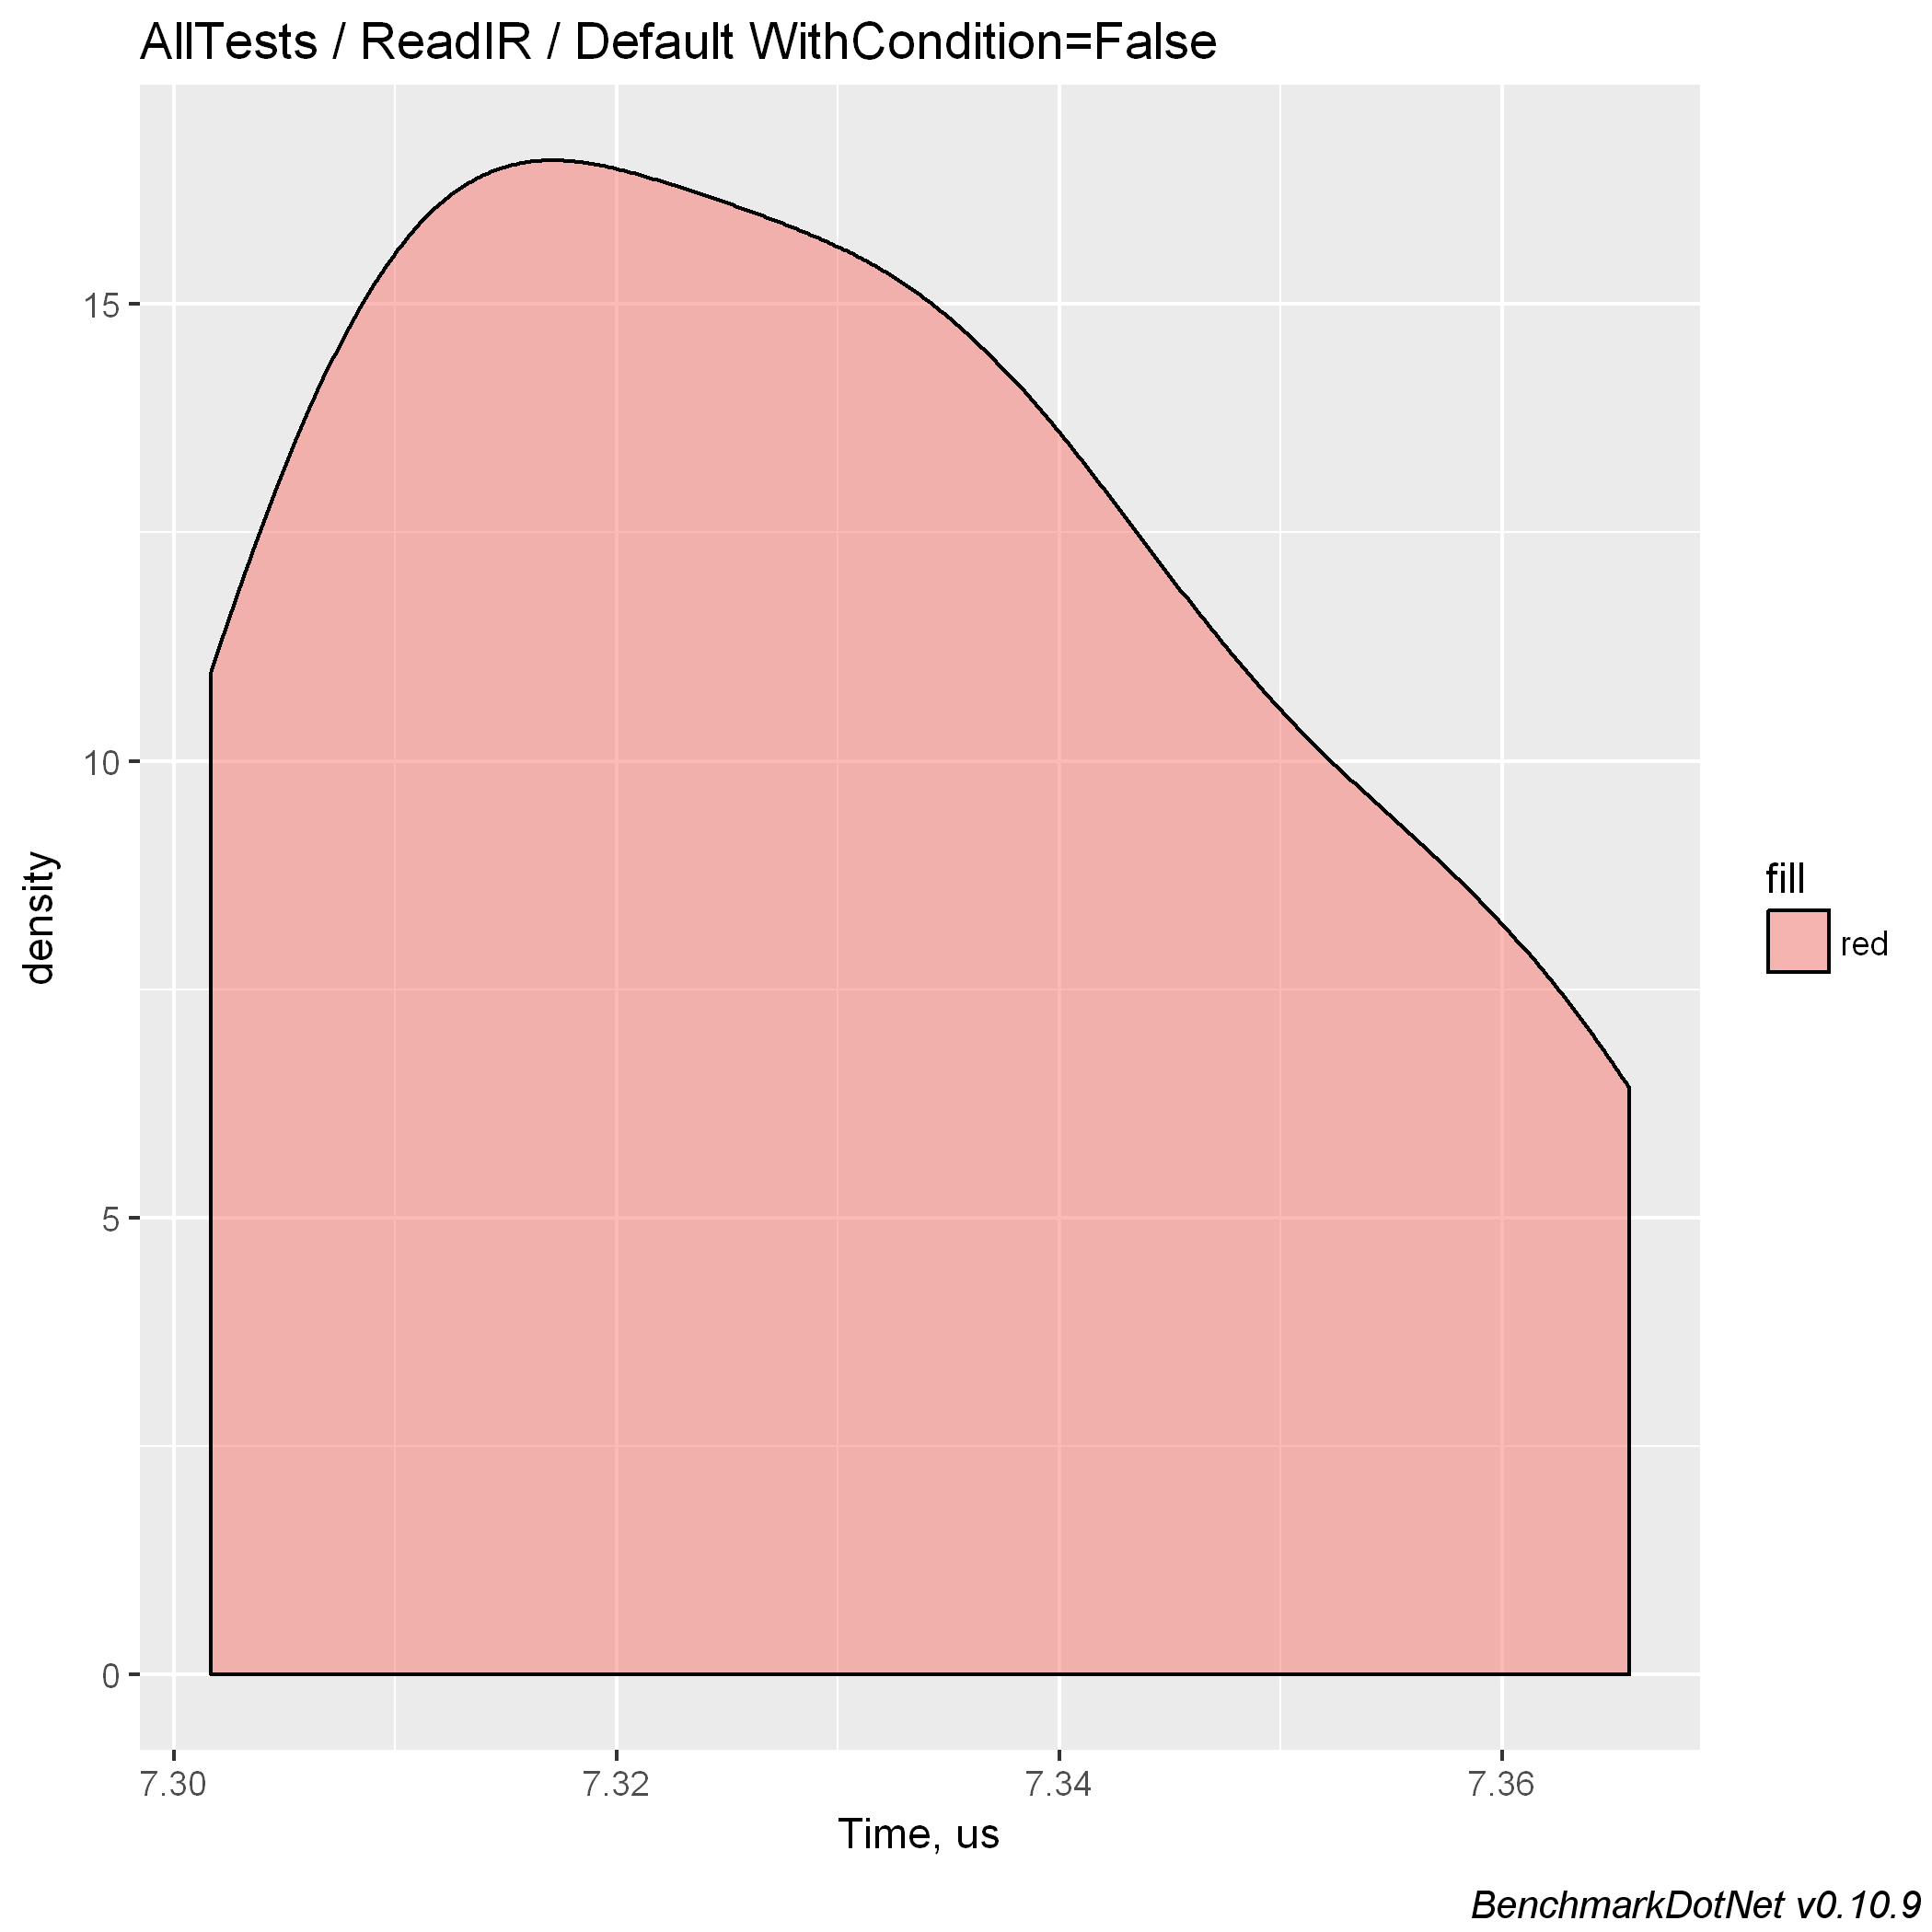 AllTests / ReadIR / Default WithCondition=False
15
10
5
0
density
7.30 7.32 7.34 7.36
Time, us
fill
red
BenchmarkDotNet v0.10.9